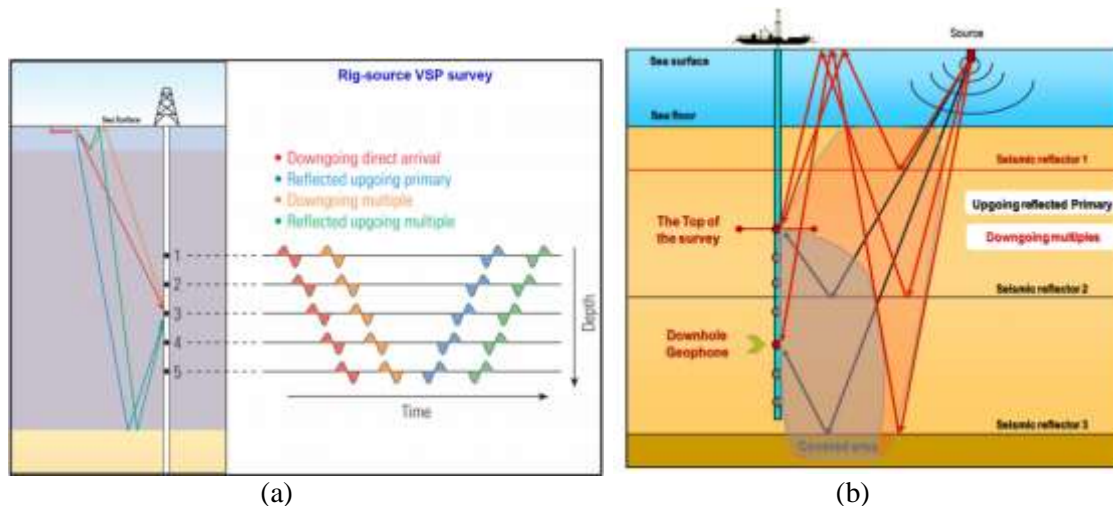 Rig-source VSP survey
Sea Surface
• Downgoing direct arrival
• Reflected upgoing primary
• Downgoing multiple
• Reflected upgoing multiple
1
2
3
4
5
Depth
Time
(a)
Source
Sea surface
Sea floor
Seismic reflector 1
Upgoing reflected Primary
The Top of
the survey
Downgoing multiples
Seismic reflector 2
Downhole
Geophone
Seismic reflector 3
Covered area
(b)